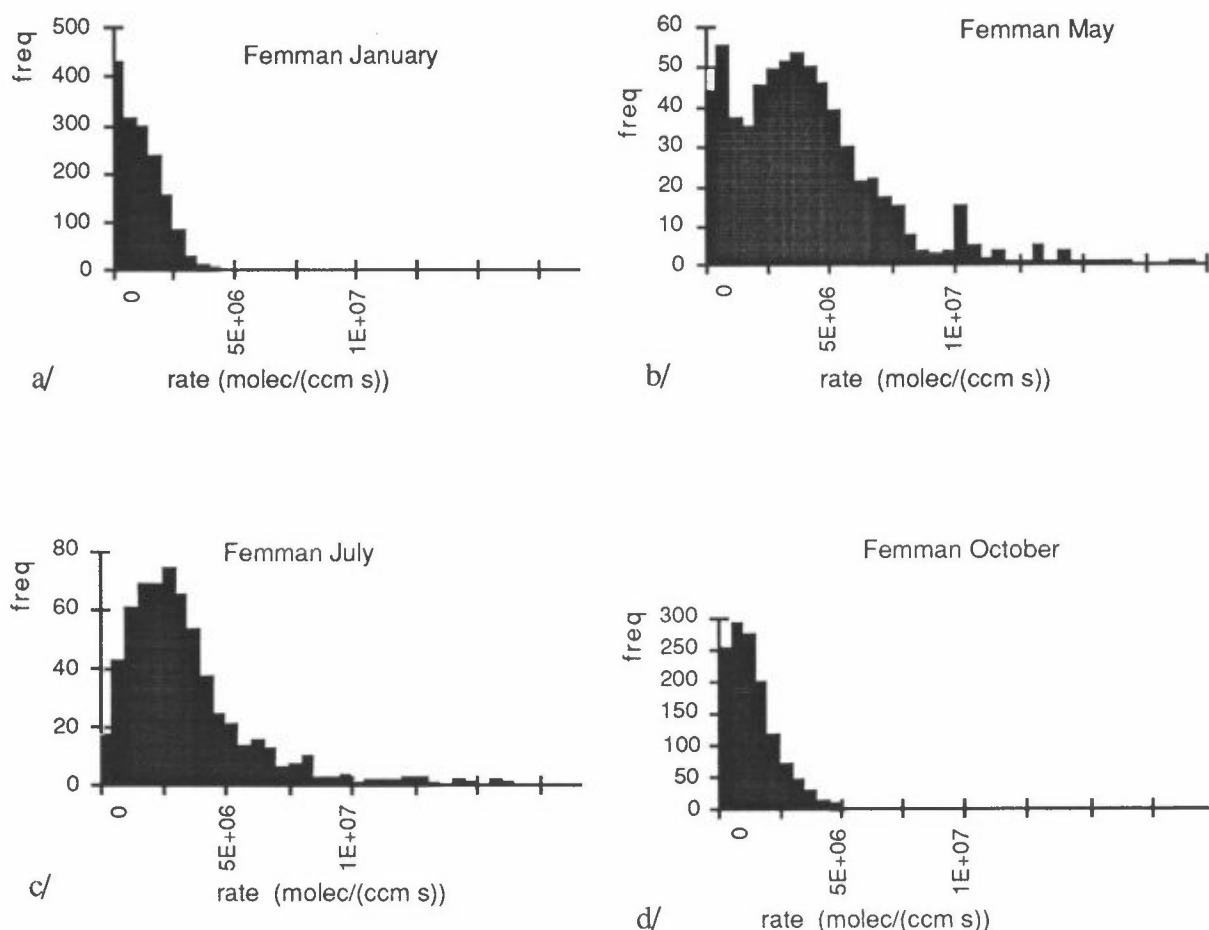 Femman January
freq
500
400
300
200
100
0
0
5E+06
1E+07
rate (molec/(ccm s))
a/
Femman May
freq
60
50
40
30
20
10
0
0
5E+06
1E+07
rate (molec/(ccm s))
b/
Femman July
freq
80
60
40
20
0
0
5E+06
1E+07
rate (molec/(ccm s))
c/
Femman October
freq
300
250
200
150
100
50
0
0
5E+06
1E+07
rate (molec/(ccm s))
d/